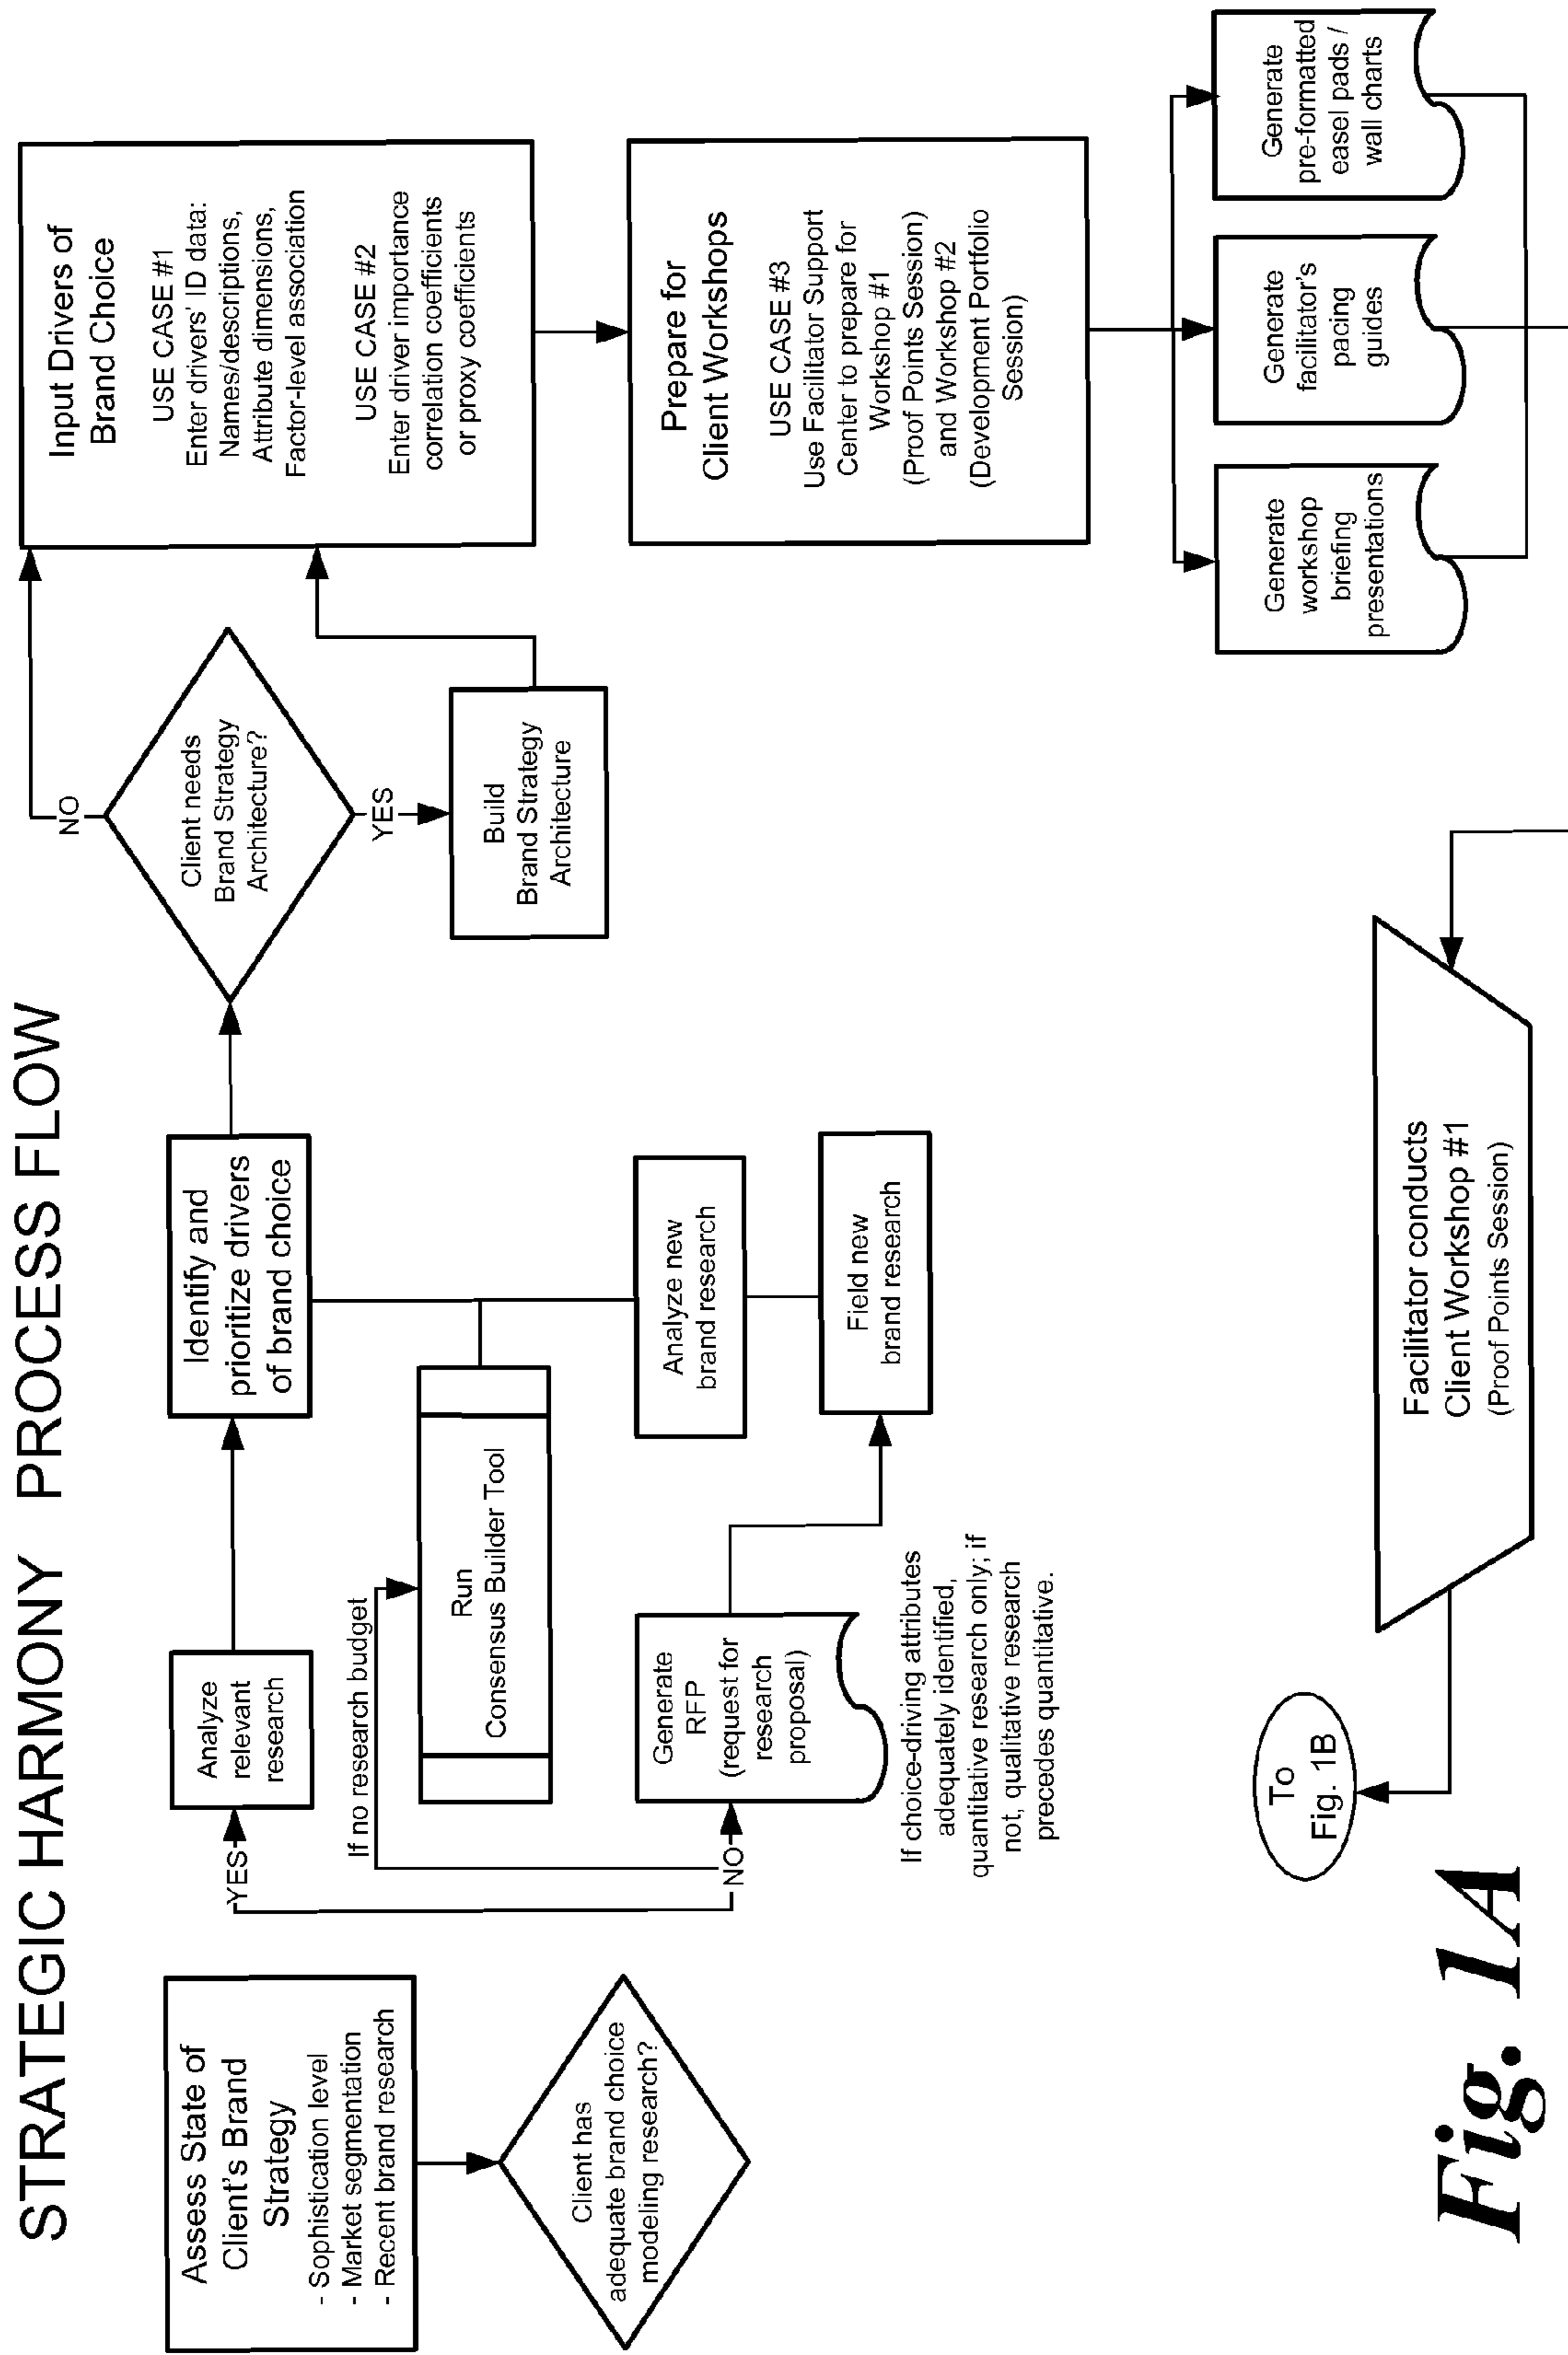 STRATEGIC HARMONY PROCESS FLOW
Assess State of
Client's Brand
Strategy
- Sophistication level
- Market segmentation
- Recent brand research
Client has
adequate brand choice
modeling research?
YES
NO
Analyze
relevant
research
If no research budget
Run
Consensus Builder Tool
Generate
RFP
(request for
research
proposal)
If choice-driving attributes
adequately identified,
quantitative research only; if
not, qualitative research
precedes quantitative.
Identify and
prioritize drivers
of brand choice
Analyze new
brand research
Field new
brand research
Client needs
Brand Strategy
Architecture?
NO
YES
Build
Brand Strategy
Architecture
Input Drivers of
Brand Choice
USE CASE #1
Enter drivers' ID data:
Names/descriptions,
Attribute dimensions,
Factor-level association
USE CASE #2
Enter driver importance
correlation coefficients
or proxy coefficients
Prepare for
Client Workshops
USE CASE #3
Use Facilitator Support
Center to prepare for
Workshop #1
(Proof Points Session)
and Workshop #2
(Development Portfolio
Session)
Generate
workshop
briefing
presentations
Generate
facilitator's
pacing
guides
Generate
pre-formatted
easel pads /
wall charts
Facilitator conducts
Client Workshop #1
(Proof Points Session)
To
Fig. 1B
Fig. 1A